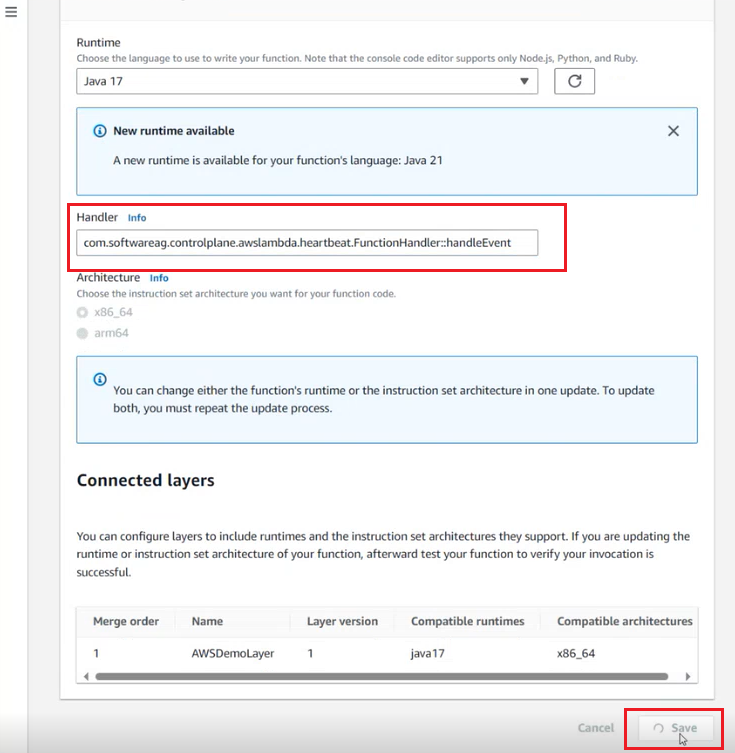 Runtime
Choose the language to use to write your function. Note that the console code editor supports only Node.js, Python, and Ruby.
Java 17
New runtime available
A new runtime is available for your function's language: Java 21
Handler Info
com.softwareag.controlplane.awslambda.heartbeat.FunctionHandler::handleEvent
Architecture Info
Choose the instruction set architecture you want for your function code.
x86_64
arm64
You can change either the function's runtime or the instruction set architecture in one update. To update
both, you must repeat the update process.
Connected layers
You can configure layers to include runtimes and the instruction set architectures they support. If you are updating the
runtime or instruction set architecture of your function, afterward test your function to verify your invocation is
successful.
Merge order Name Layer version Compatible runtimes Compatible architectures
1 AWSDemoLayer 1 java17 x86_64
Cancel Save